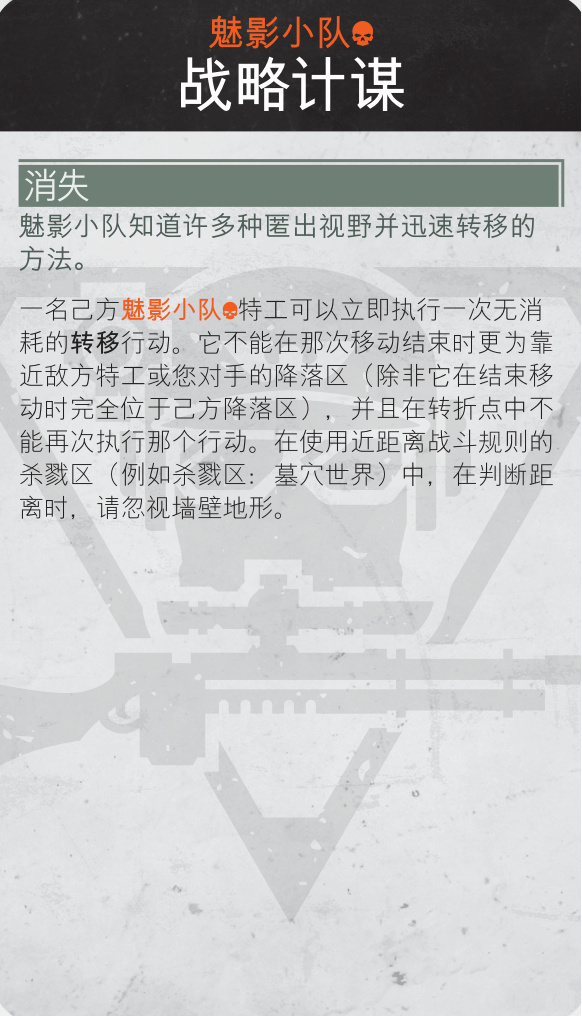 魅影小队
战略计谋
消失
魅影小队知道许多种匿出视野并迅速转移的
方法。
一名己方魅影小队特工可以立即执行一次无消
耗的转移行动。它不能在那次移动结束时更为靠
近敌方特工或您对手的降落区（除非它在结束移
动时完全位于己方降落区），并且在转折点中不
能再次执行那个行动。在使用近距离战斗规则的
杀戮区（例如杀戮区：墓穴世界）中，在判断距
离时，请忽视墙壁地形。